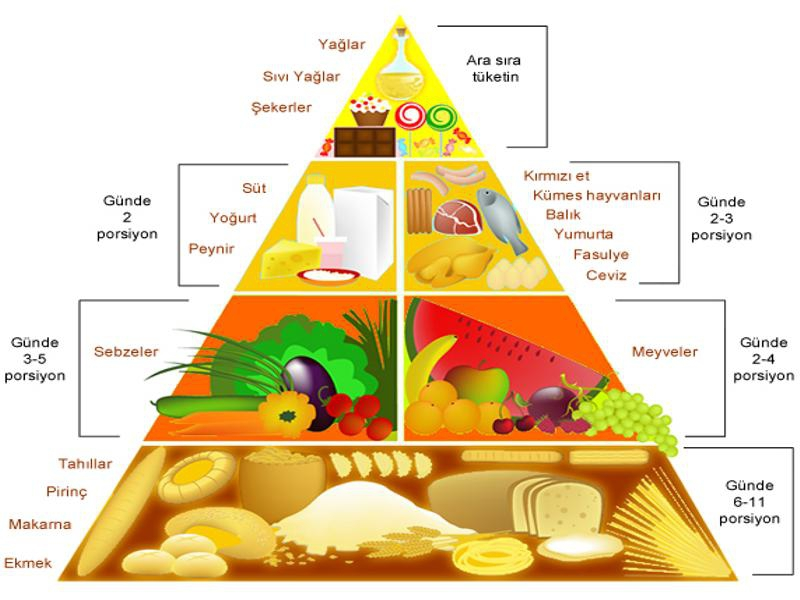 Yağlar
Sıvı Yağlar
Şekerler
Ara sıra
tüketin
Günde
2
porsiyon
Süt
Yoğurt
Peynir
Kırmızı et
Kümes hayvanları
Balık
Yumurta
Fasulye
Ceviz
Günde
2-3
porsiyon
Günde
3-5
porsiyon
Sebzeler
Meyveler
Günde
2-4
porsiyon
Tahıllar
Pirinç
Makarna
Ekmek
Günde
6-11
porsiyon